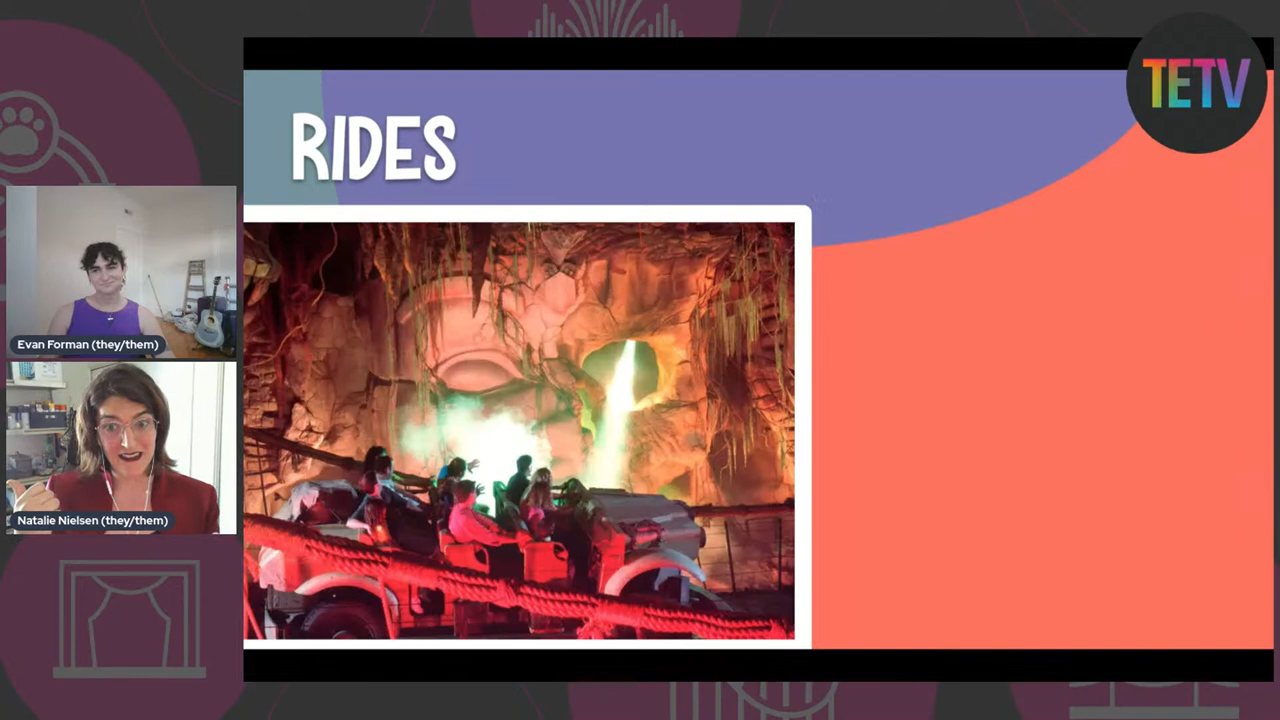 TETV
RIDES
Evan Forman (they/them)
Natalie Nielsen (they/them)